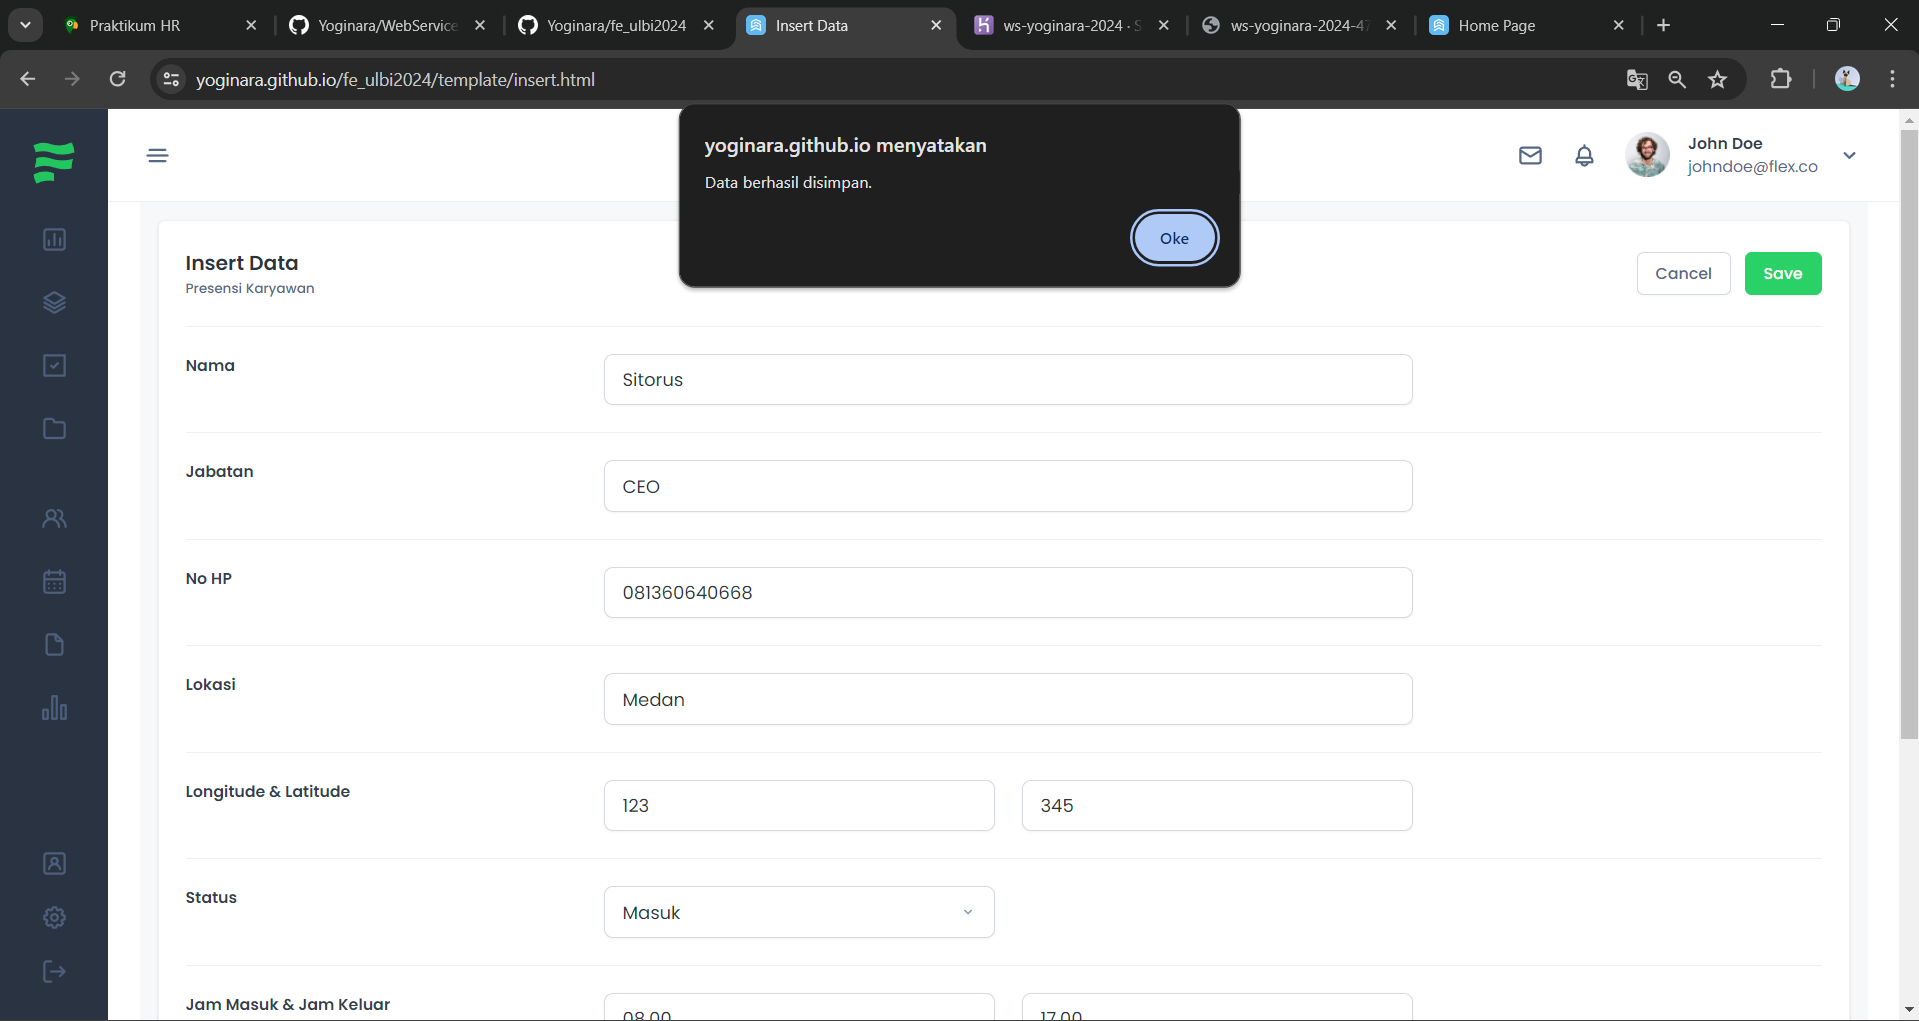 Praktikum HR
Yoginara/WebService
Yoginara/fe_ulbi2024
Insert Data
ws-yoginara-2024 · S
ws-yoginara-2024-47
Home Page
yoginara.github.io/fe_ulbi2024/template/insert.html
yoginara.github.io menyatakan
Data berhasil disimpan.
Oke
John Doe
johndoe@flex.co
Insert Data
Presensi Karyawan
Cancel
Save
Nama
Sitorus
Jabatan
CEO
No HP
081360640668
Lokasi
Medan
Longitude & Latitude
123
345
Status
Masuk
Jam Masuk & Jam Keluar
08.00
17.00